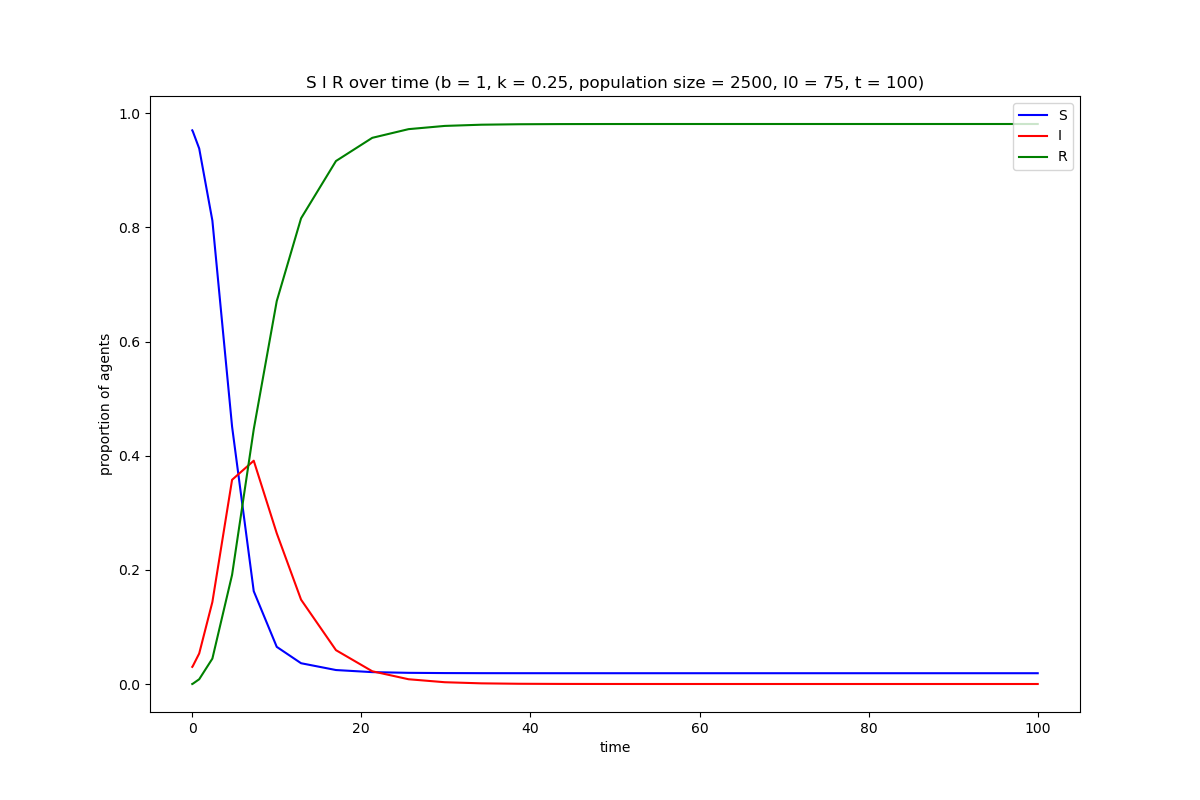 S I R over time (b = 1, k = 0.25, population size = 2500, I0 = 75, t = 100)
S
I
R
1.0
0.8
0.6
0.4
0.2
0.0
proportion of agents
0 20 40 60 80 100
time